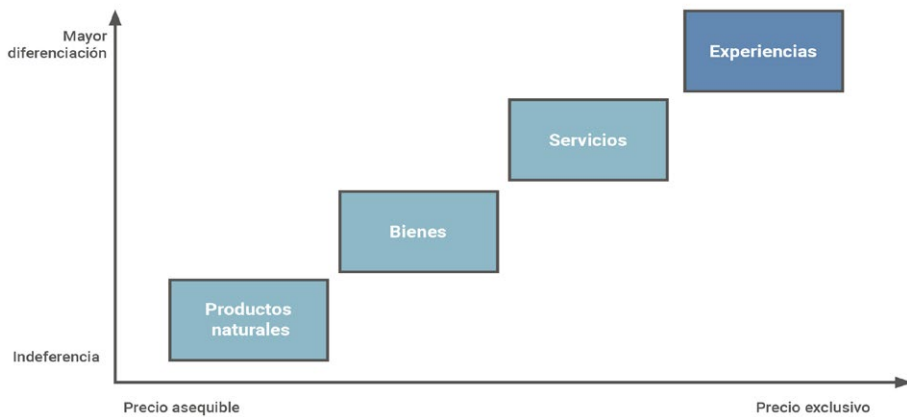 Mayor
diferenciación
Experiencias
Servicios
Bienes
Productos
naturales
Indeferencia
Precio asequible
Precio exclusivo